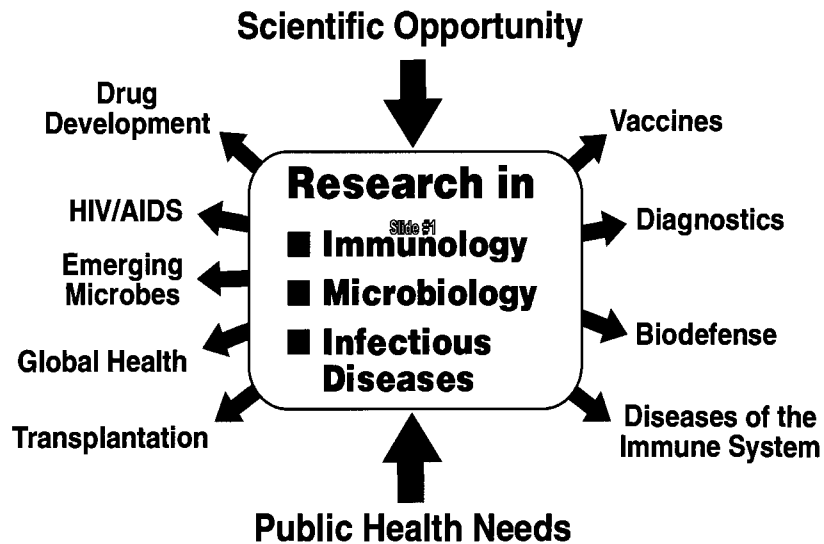 Scientific Opportunity
Drug
Development
HIV/AIDS
Emerging
Microbes
Global Health
Transplantation
Research in
Slide #1
■ Immunology
■ Microbiology
■ Infectious
Diseases
Vaccines
Diagnostics
Biodefense
Diseases of the
Immune System
Public Health Needs